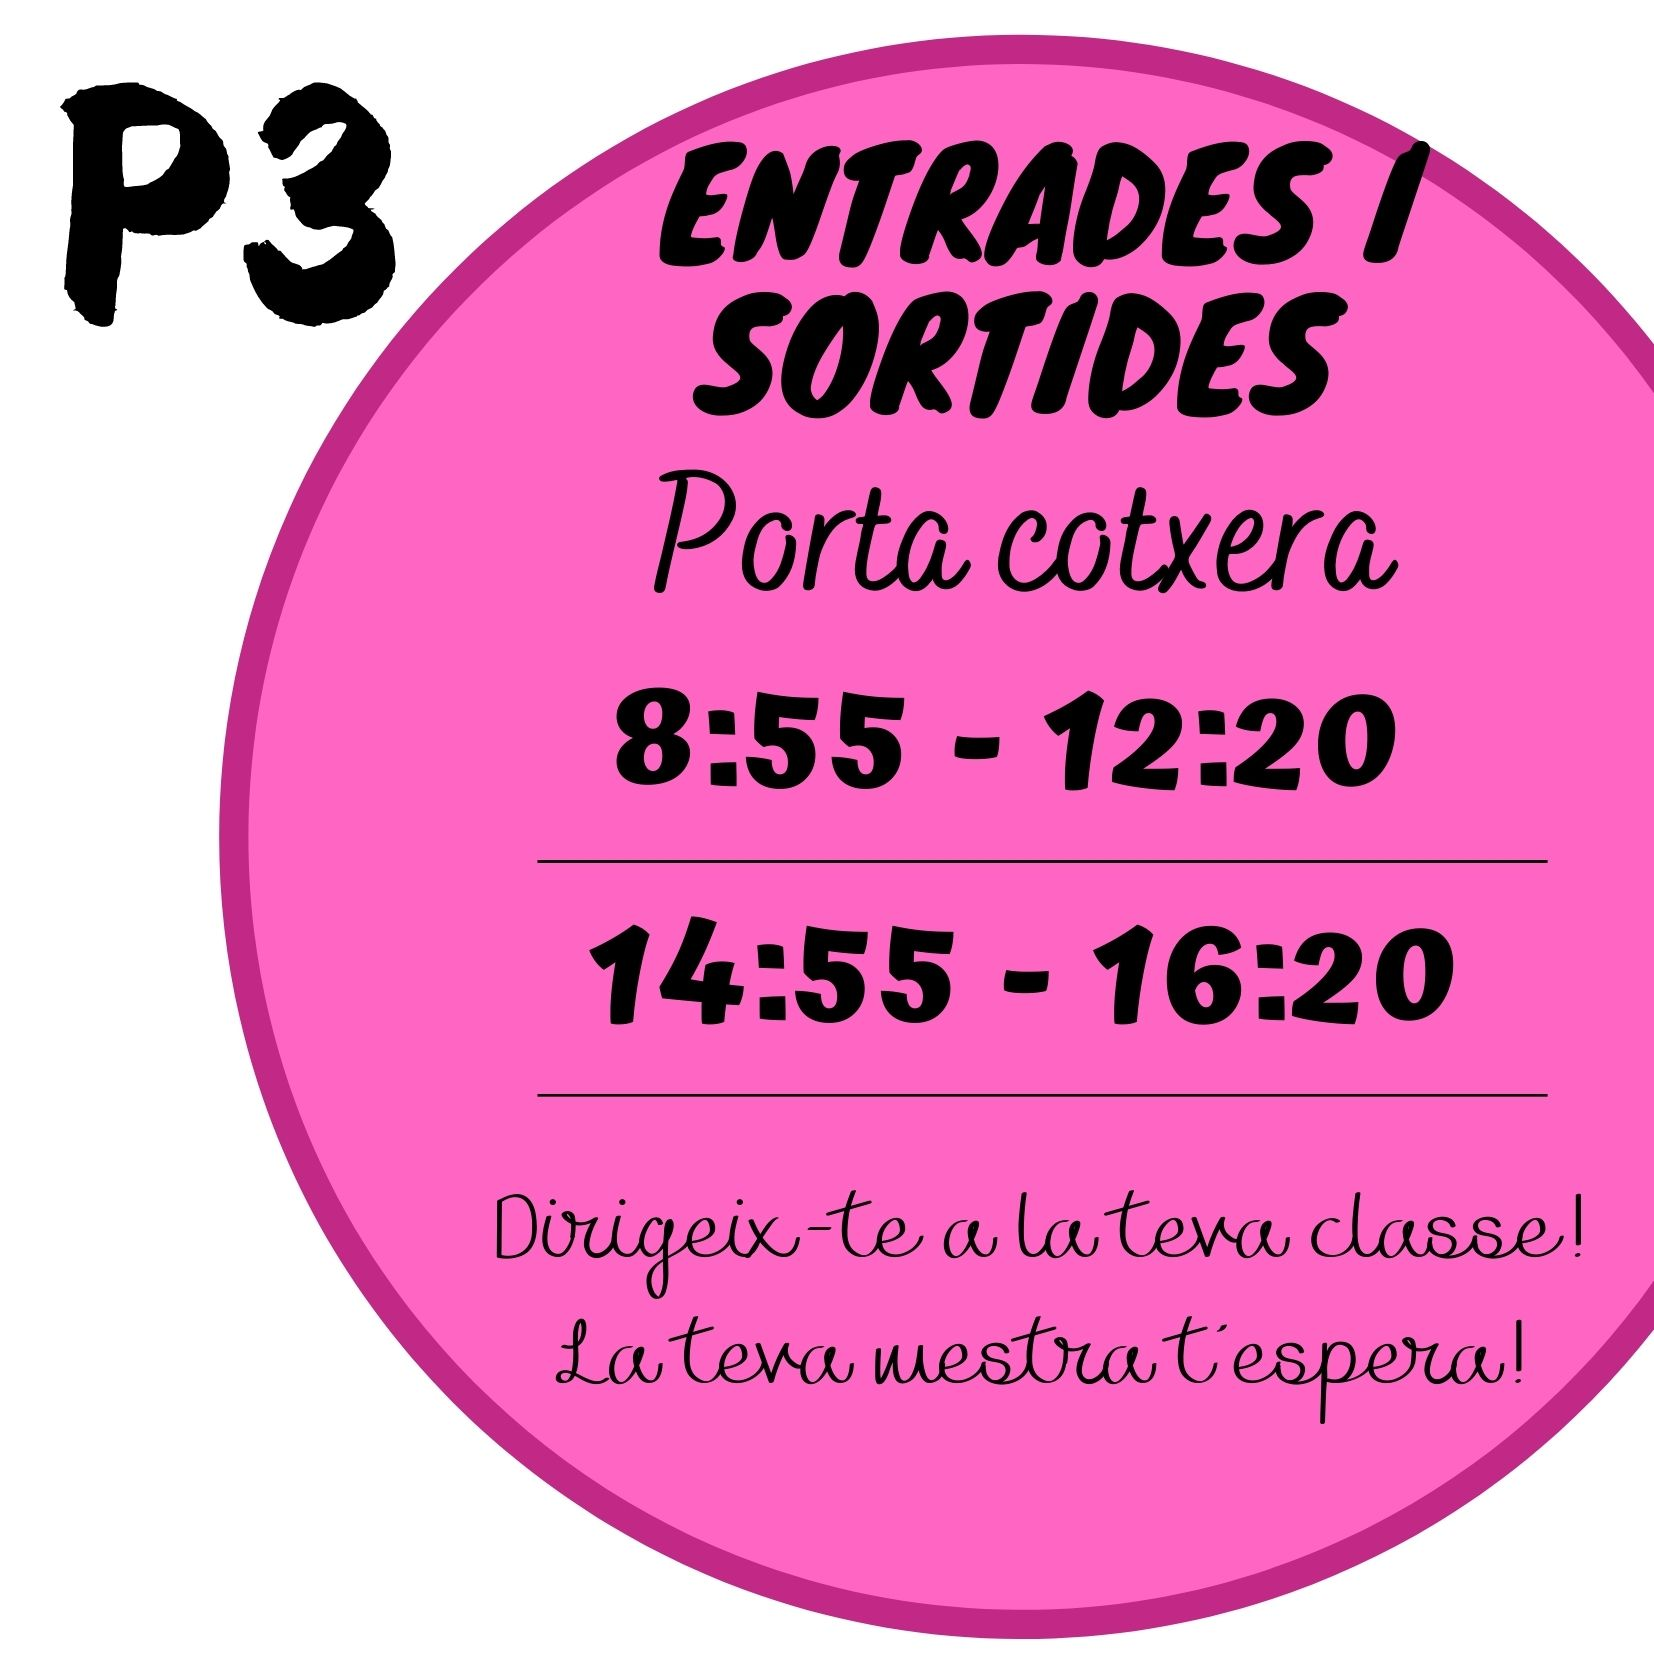 P3
ENTRADES I
SORTIDES
Porta cotxera
8:55 - 12:20
14:55 - 16:20
Dirigeix-te a la teva classe!
La teva mestra t´espera!